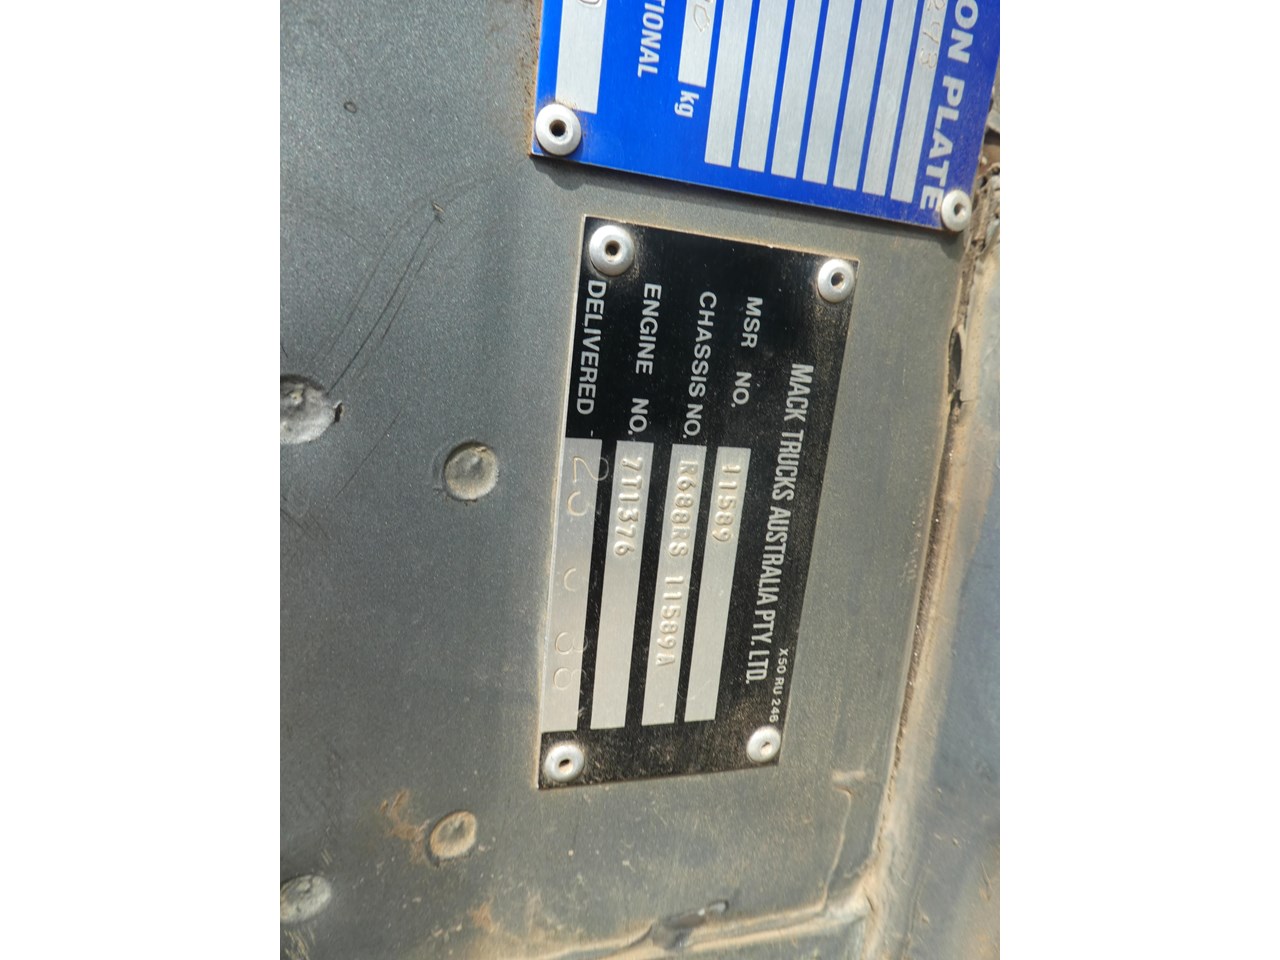 ON PLATE
278
kg
TIONAL
MACK TRUCKS AUSTRALIA PTY. LTD.
X50 RU 246
MSR NO. 11589
CHASSIS NO. R688RS 11589A
ENGINE NO. 7T1376
DELIVERED